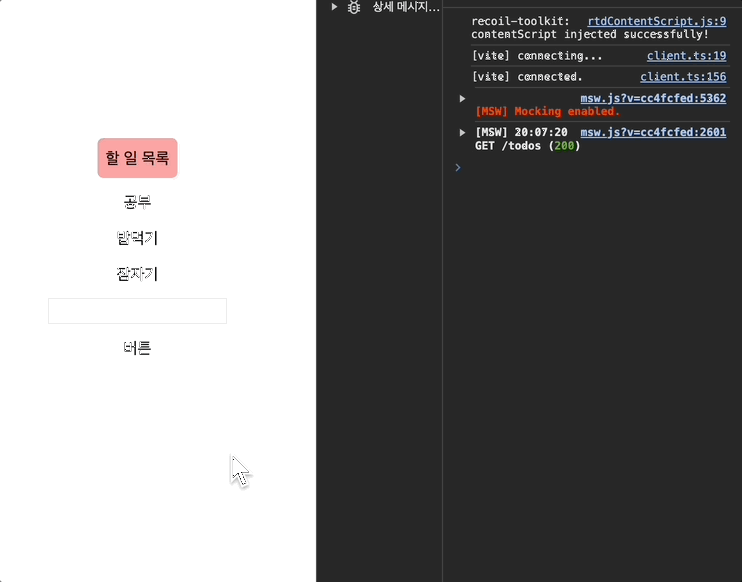 할 일 목록
공부
밥먹기
잠자기
버튼
상세 메시지...
recoil-toolkit: rtdContentScript.js:9
contentScript injected successfully!
[vite] connecting... client.ts:19
[vite] connected. client.ts:156
msw.js?v=cc4fcfed:5362
[MSW] Mocking enabled.
[MSW] 20:07:20 msw.js?v=cc4fcfed:2601
GET /todos (200)